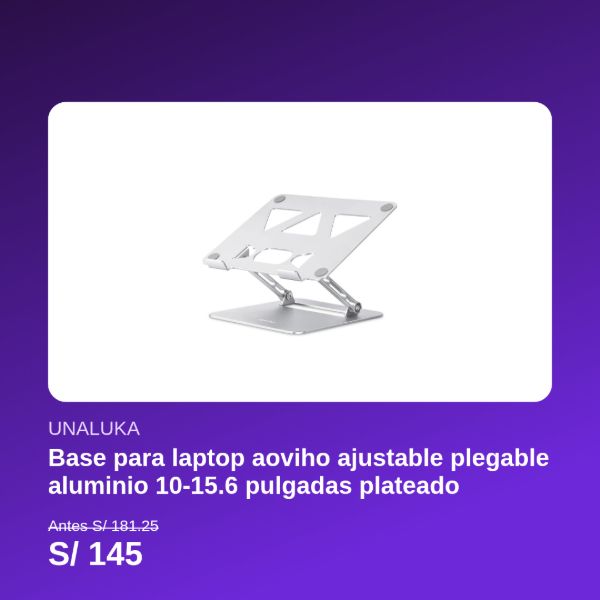 UNALUKA
Base para laptop aoviho ajustable plegable
aluminio 10-15.6 pulgadas plateado
Antes S/ 181.25
S/ 145